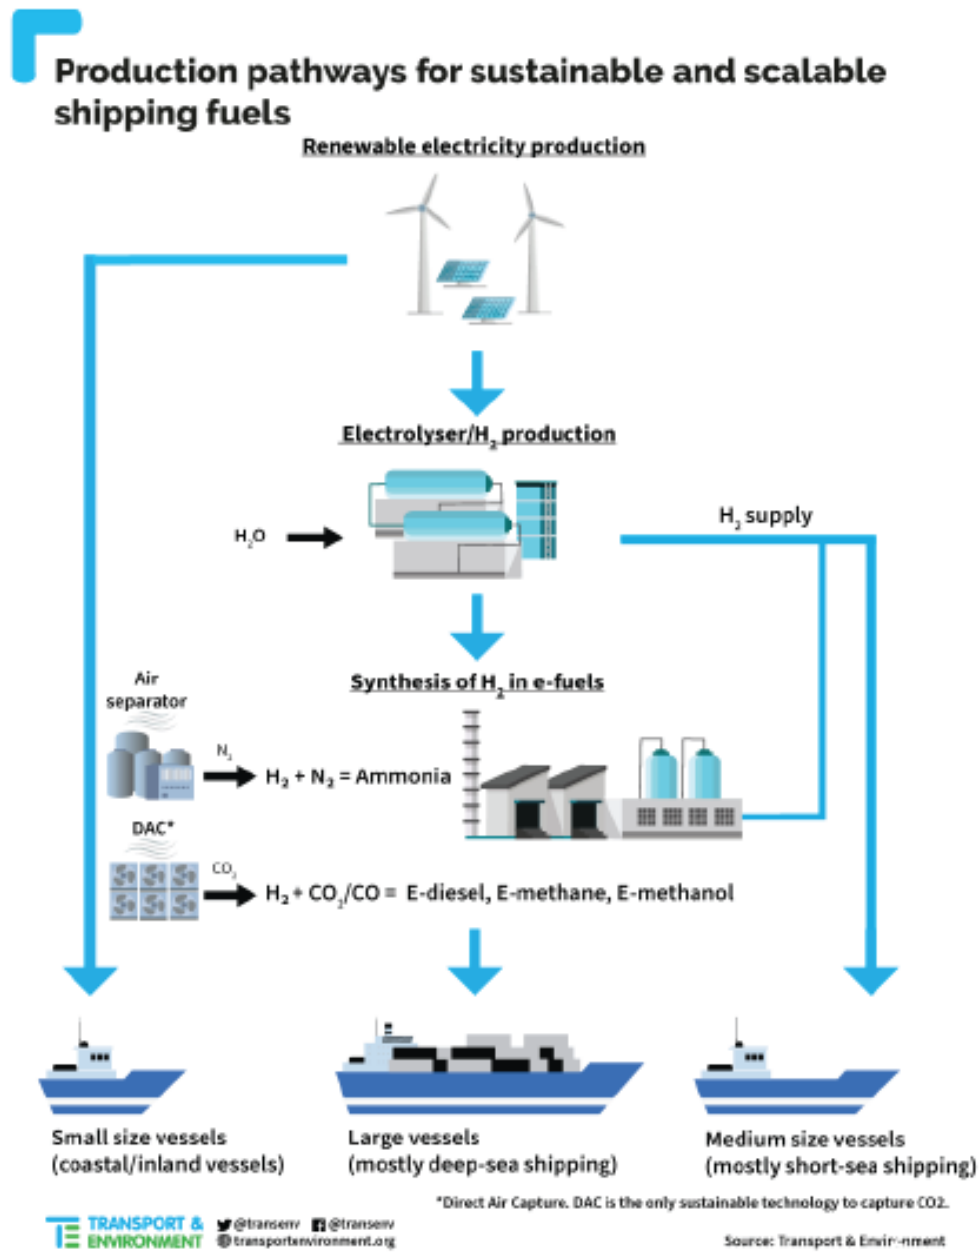 Production pathways for sustainable and scalable
shipping fuels
Renewable electricity production
Electrolyser/H₂ production
H₂O
H₂ supply
Synthesis of H₂ in e-fuels
Air
separator
N₂
H₂ + N₂ = Ammonia
DAC*
CO₂
H₂ + CO₂/CO = E-diesel, E-methane, E-methanol
Small size vessels
(coastal/inland vessels)
Large vessels
(mostly deep-sea shipping)
Medium size vessels
(mostly short-sea shipping)
*Direct Air Capture. DAC is the only sustainable technology to capture CO2.
TRANSPORT &
ENVIRONMENT
@transenv @transenv
transportenvironment.org
Source: Transport & Envir-nment